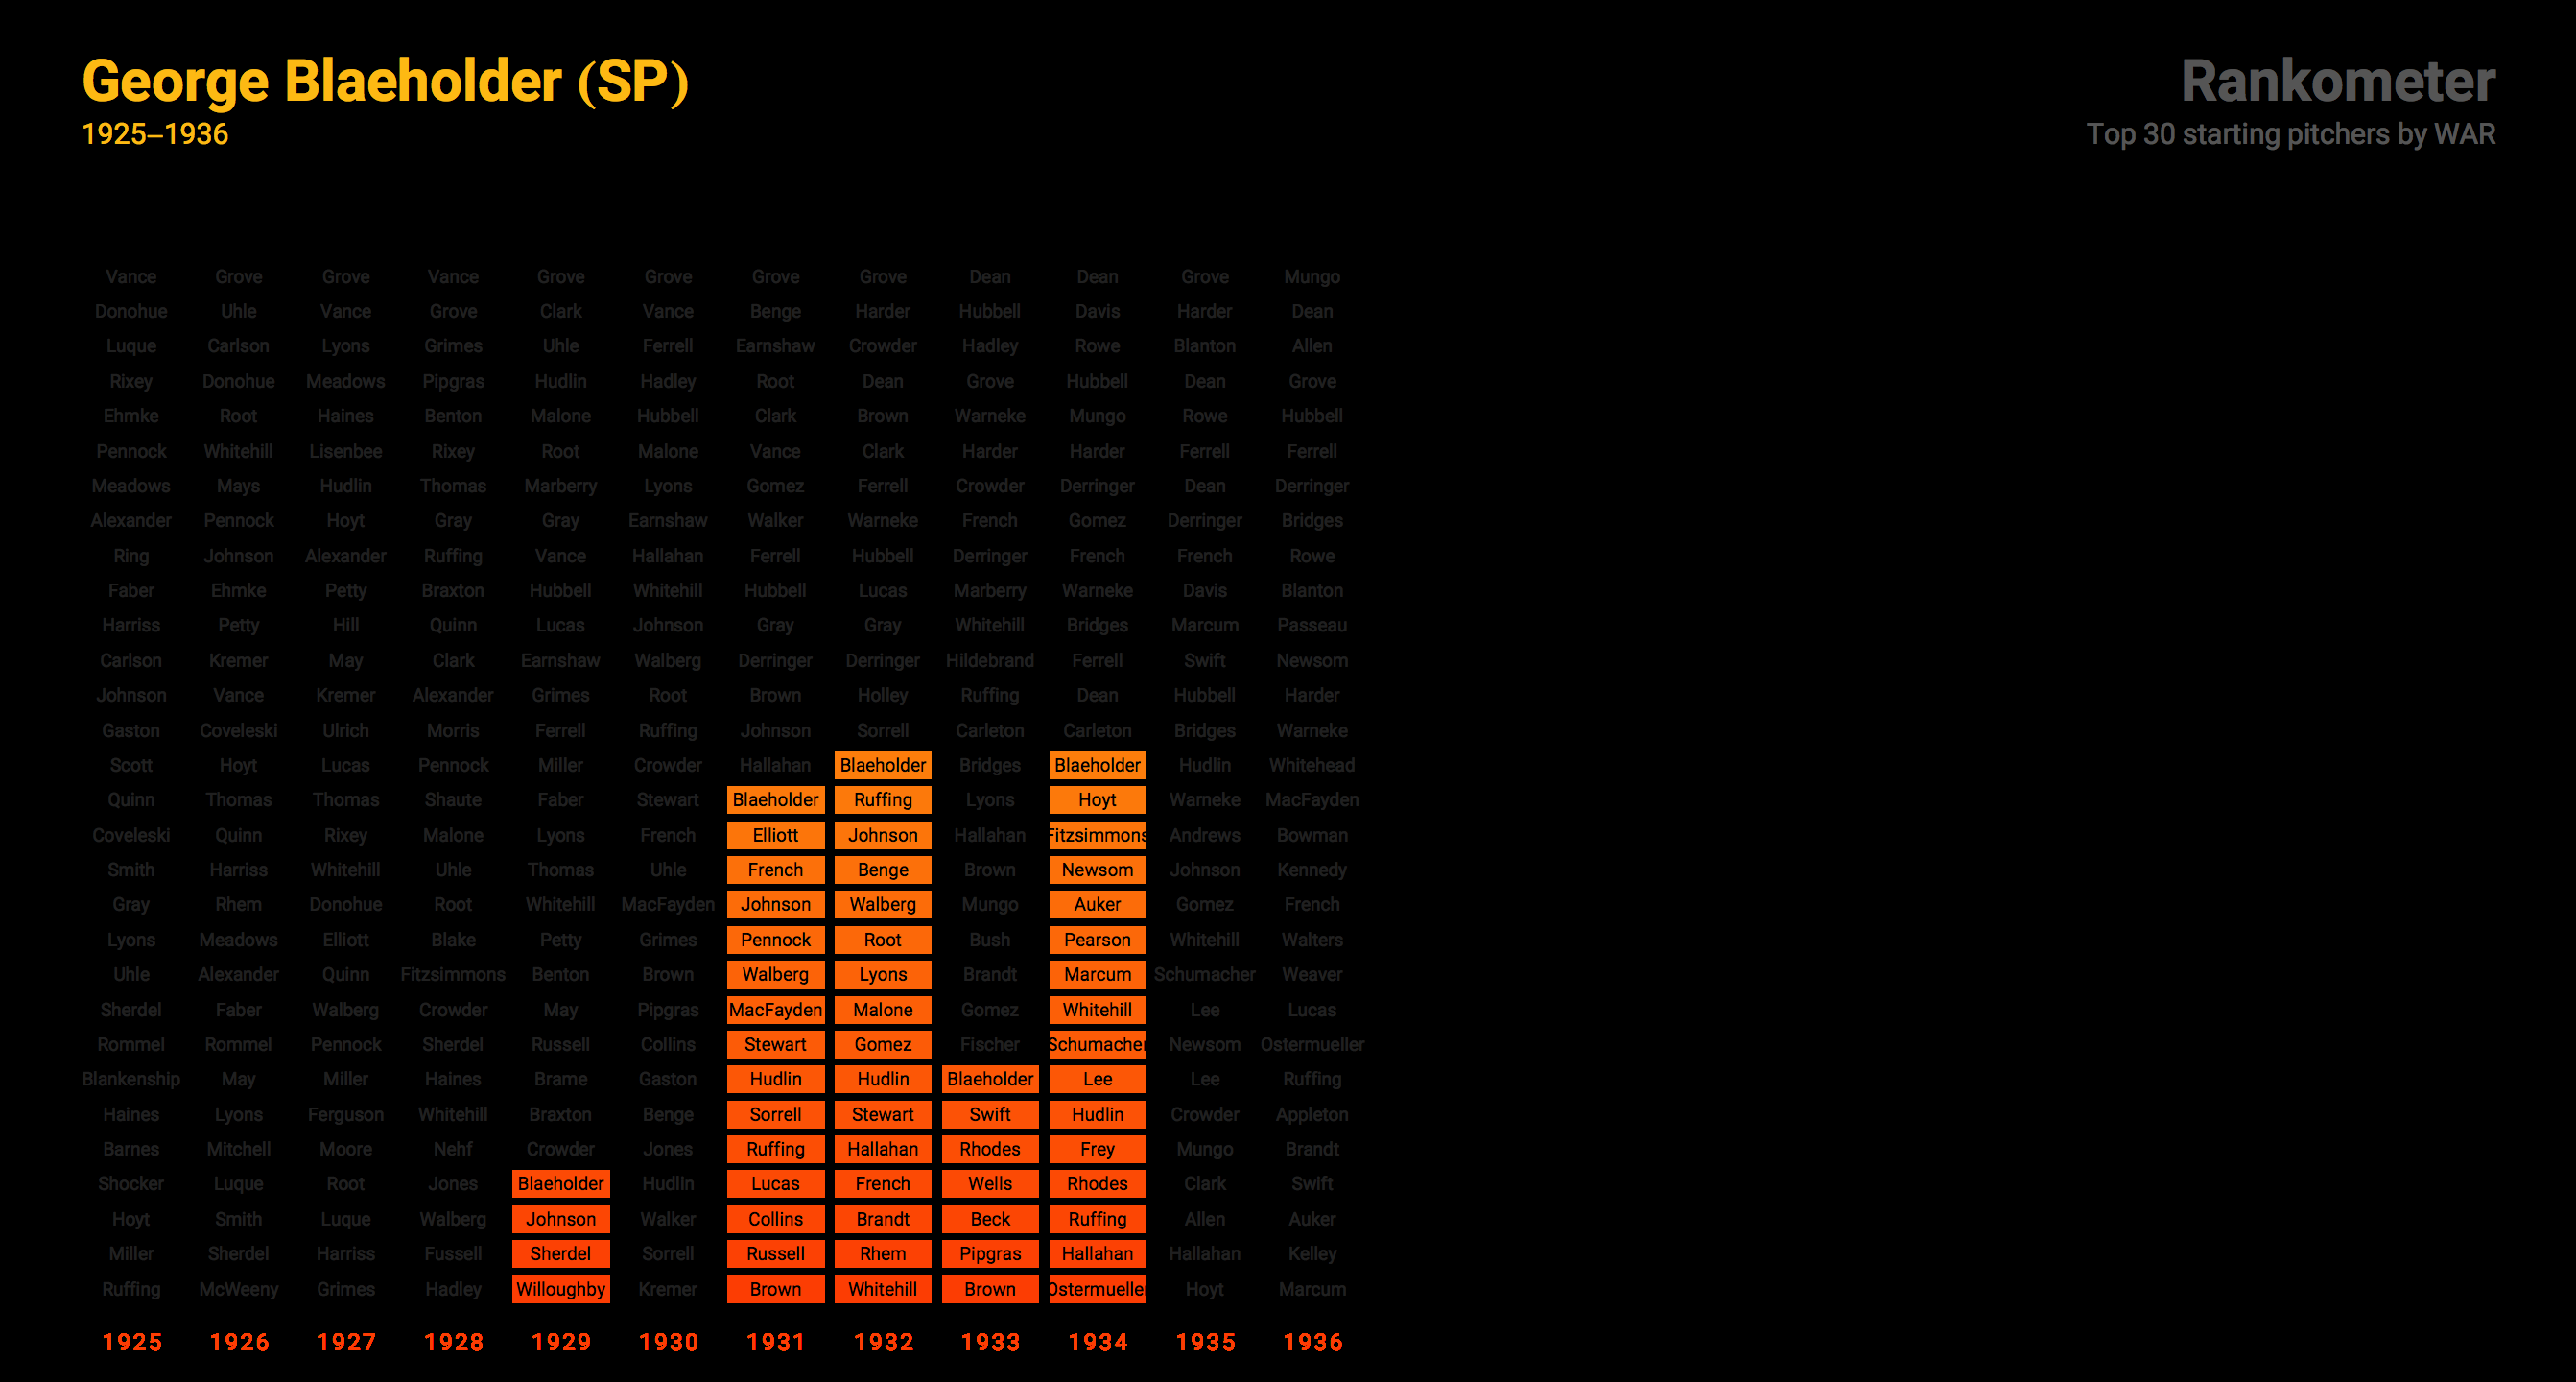 George Blaeholder (SP)
1925–1936
Rankometer
Top 30 starting pitchers by WAR
Vance Grove Grove Vance Grove Grove Grove Grove Dean Dean Grove Mungo
Donohue Uhle Vance Grove Clark Vance Benge Harder Hubbell Davis Harder Dean
Luque Carlson Lyons Grimes Uhle Ferrell Earnshaw Crowder Hadley Rowe Blanton Allen
Rixey Donohue Meadows Pipgras Hudlin Hadley Root Dean Grove Hubbell Dean Grove
Ehmke Root Haines Benton Malone Hubbell Clark Brown Warneke Mungo Rowe Hubbell
Pennock Whitehill Lisenbee Rixey Root Malone Vance Clark Harder Harder Ferrell Ferrell
Meadows Mays Hudlin Thomas Marberry Lyons Gomez Ferrell Crowder Derringer Dean Derringer
Alexander Pennock Hoyt Gray Gray Earnshaw Walker Warneke French Gomez Derringer Bridges
Ring Johnson Alexander Ruffing Vance Hallahan Ferrell Hubbell Derringer French French Rowe
Faber Ehmke Petty Braxton Hubbell Whitehill Hubbell Lucas Marberry Warneke Davis Blanton
Harriss Petty Hill Quinn Lucas Johnson Gray Gray Whitehill Bridges Marcum Passeau
Carlson Kremer May Clark Earnshaw Walberg Derringer Derringer Hildebrand Ferrell Swift Newsom
Johnson Vance Kremer Alexander Grimes Root Brown Holley Ruffing Dean Hubbell Harder
Gaston Coveleski Ulrich Morris Ferrell Ruffing Johnson Sorrell Carleton Carleton Bridges Warneke
Scott Hoyt Lucas Pennock Miller Crowder Hallahan Blaeholder Bridges Blaeholder Hudlin Whitehead
Quinn Thomas Thomas Shaute Faber Stewart Blaeholder Ruffing Lyons Hoyt Warneke MacFayden
Coveleski Quinn Rixey Malone Lyons French Elliott Johnson Hallahan Fitzsimmons Andrews Bowman
Smith Harriss Whitehill Uhle Thomas Uhle French Benge Brown Newsom Johnson Kennedy
Gray Rhem Donohue Root Whitehill MacFayden Johnson Walberg Mungo Auker Gomez French
Lyons Meadows Elliott Blake Petty Grimes Pennock Root Bush Pearson Whitehill Walters
Uhle Alexander Quinn Fitzsimmons Benton Brown Walberg Lyons Brandt Marcum Schumacher Weaver
Sherdel Faber Walberg Crowder May Pipgras MacFayden Malone Gomez Whitehill Lee Lucas
Rommel Rommel Pennock Sherdel Russell Collins Stewart Gomez Fischer Schumacher Newsom Ostermueller
Blankenship May Miller Haines Brame Gaston Hudlin Hudlin Blaeholder Lee Lee Ruffing
Haines Lyons Ferguson Whitehill Braxton Benge Sorrell Stewart Swift Hudlin Crowder Appleton
Barnes Mitchell Moore Nehf Crowder Jones Ruffing Hallahan Rhodes Frey Mungo Brandt
Shocker Luque Root Jones Blaeholder Hudlin Lucas French Wells Rhodes Clark Swift
Hoyt Smith Luque Walberg Johnson Walker Collins Brandt Beck Ruffing Allen Auker
Miller Sherdel Harriss Fussell Sherdel Sorrell Russell Rhem Pipgras Hallahan Hallahan Kelley
Ruffing McWeeny Grimes Hadley Willoughby Kremer Brown Whitehill Brown Ostermueller Hoyt Marcum
1925 1926 1927 1928 1929 1930 1931 1932 1933 1934 1935 1936